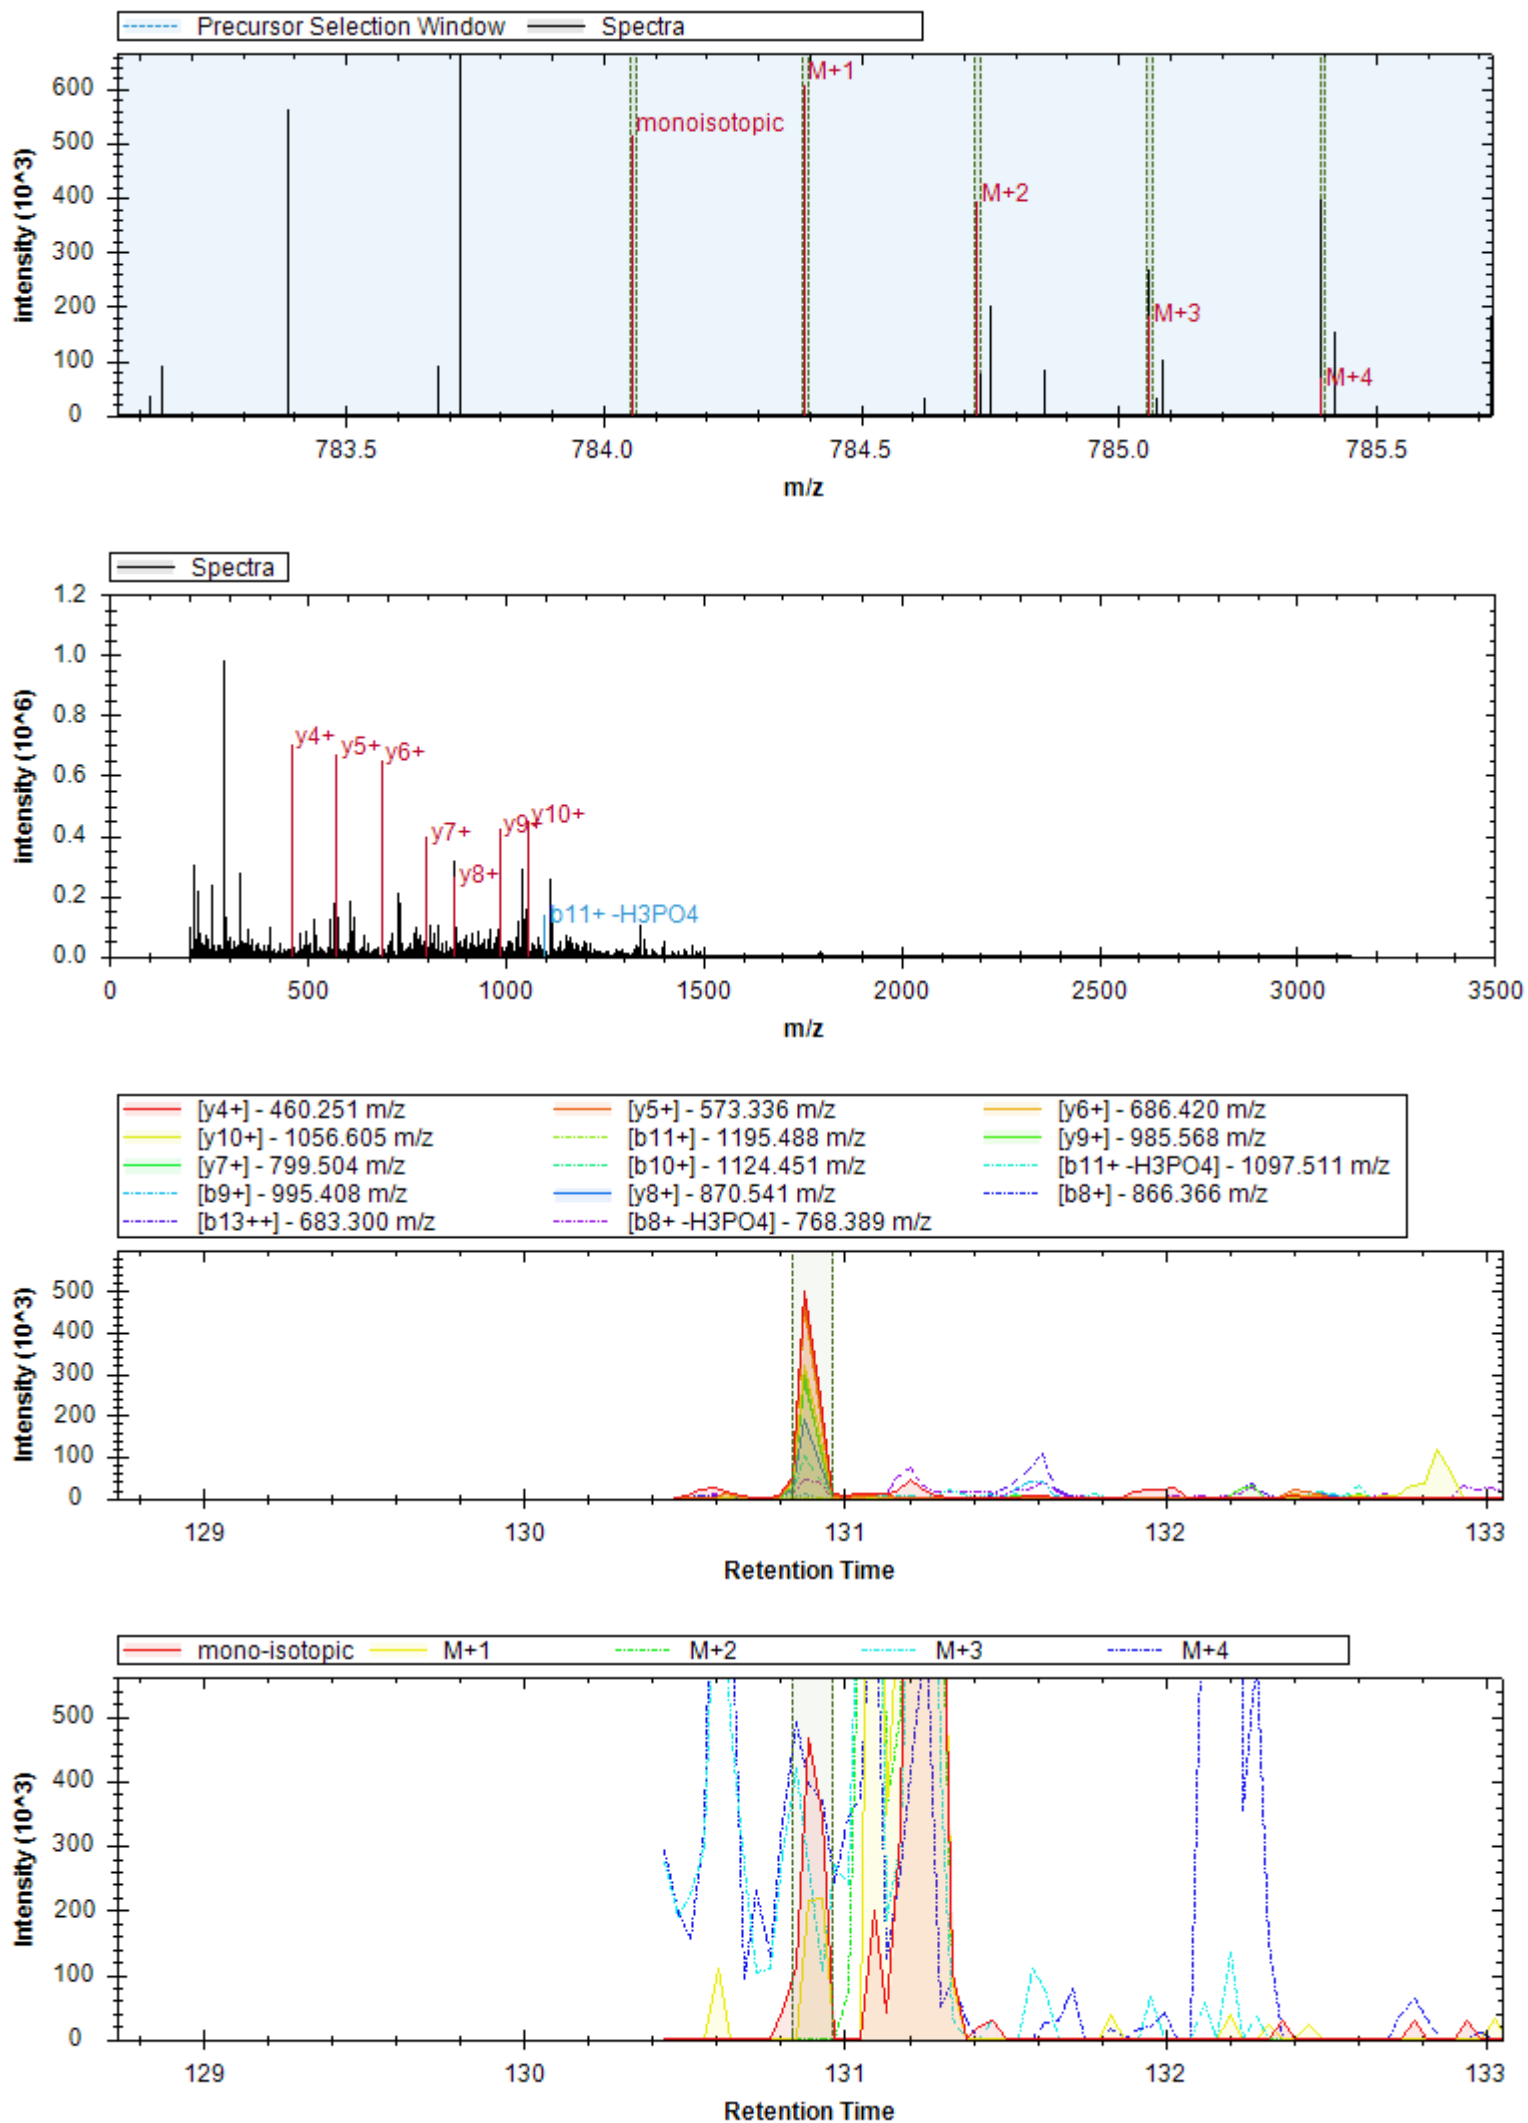 Precursor Selection Window Spectra
600
500
400
300
200
100
0
intensity (10^3)
monoisotopic
M+1
M+2
M+3
M+4
783.5 784.0 784.5 785.0 785.5
m/z
Spectra
1.2
1.0
0.8
0.6
0.4
0.2
0.0
intensity (10^6)
y4+
y5+
y6+
y7+
y8+
y9+
y10+
b11+ -H3PO4
0 500 1000 1500 2000 2500 3000 3500
m/z
[y4+] - 460.251 m/z [y5+] - 573.336 m/z [y6+] - 686.420 m/z
[y10+] - 1056.605 m/z [b11+] - 1195.488 m/z [y9+] - 985.568 m/z
[y7+] - 799.504 m/z [b10+] - 1124.451 m/z [b11+ -H3PO4] - 1097.511 m/z
[b9+] - 995.408 m/z [y8+] - 870.541 m/z [b8+] - 866.366 m/z
[b13++] - 683.300 m/z [b8+ -H3PO4] - 768.389 m/z
500
400
300
200
100
0
Intensity (10^3)
129 130 131 132 133
Retention Time
mono-isotopic M+1 M+2 M+3 M+4
500
400
300
200
100
0
Intensity (10^3)
129 130 131 132 133
Retention Time